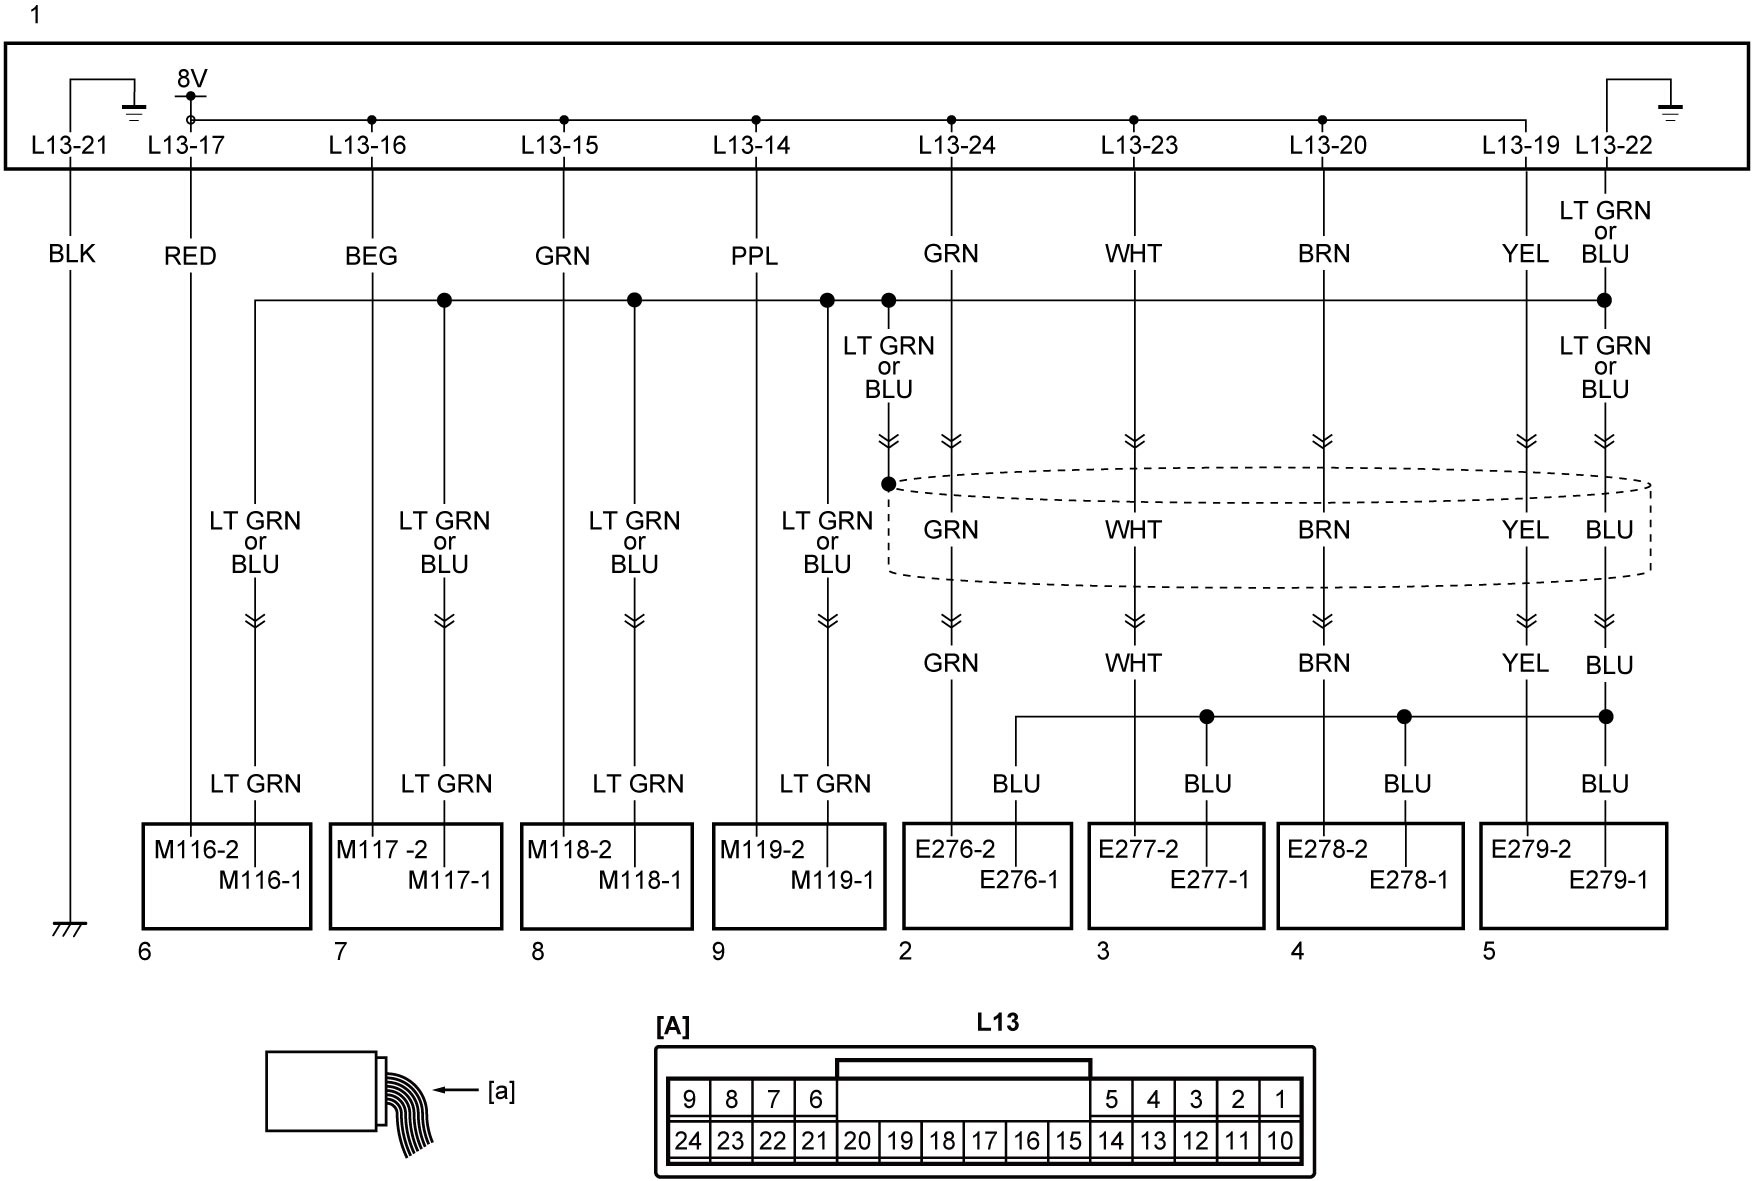 1
8V
L13-21 L13-17 L13-16 L13-15 L13-14 L13-24 L13-23 L13-20 L13-19 L13-22
LT GRN
or
BLU
BLK RED BEG GRN PPL GRN WHT BRN YEL
LT GRN LT GRN
or or
BLU BLU
LT GRN LT GRN LT GRN LT GRN
or or or or
BLU BLU BLU BLU
GRN WHT BRN YEL BLU
GRN WHT BRN YEL BLU
LT GRN LT GRN LT GRN LT GRN BLU BLU BLU BLU
M116-2 M117 -2 M118-2 M119-2 E276-2 E277-2 E278-2 E279-2
M116-1 M117-1 M118-1 M119-1 E276-1 E277-1 E278-1 E279-1
6 7 8 9 2 3 4 5
[A] L13
[a]
9 8 7 6 5 4 3 2 1
24 23 22 21 20 19 18 17 16 15 14 13 12 11 10